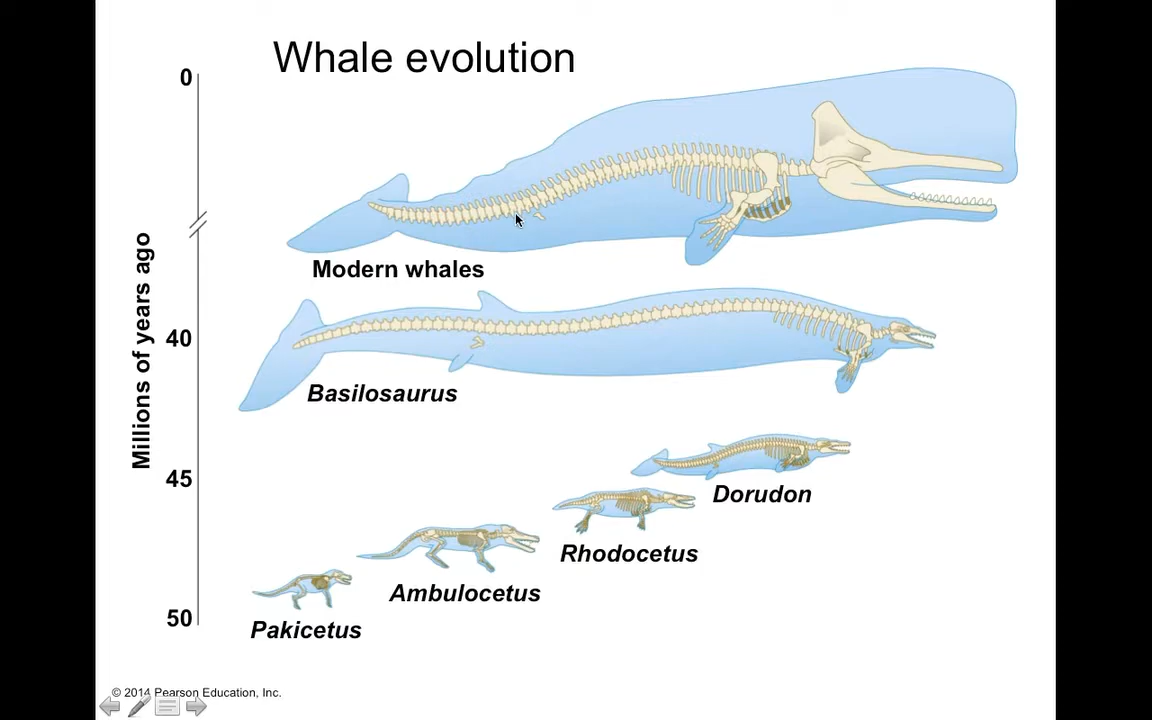 Whale evolution
0
Modern whales
Millions of years ago
40
Basilosaurus
45
Dorudon
Rhodocetus
Ambulocetus
50
Pakicetus
© 2014 Pearson Education, Inc.